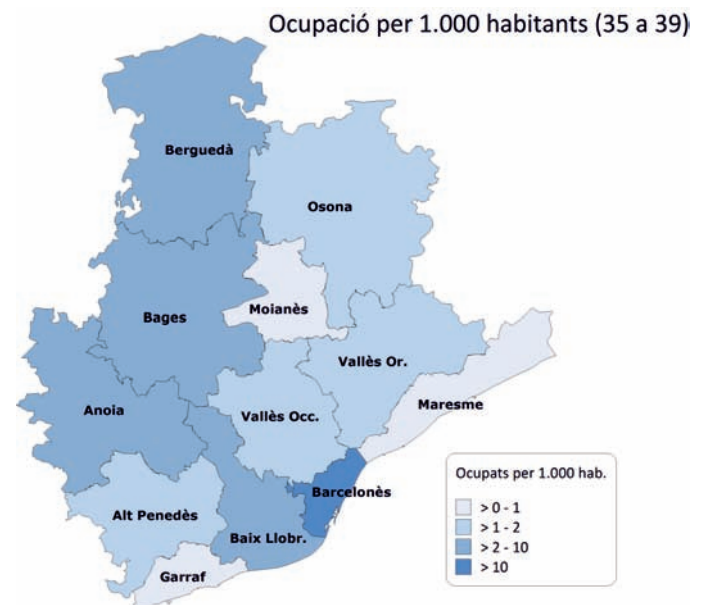 Ocupació per 1.000 habitants (35 a 39)
Berguedà
Osona
Moianès
Bages
Vallès Or.
Maresme
Anoia
Vallès Occ.
Barcelonès
Alt Penedès
Baix Llobr.
Garraf
Ocupats per 1.000 hab.
> 0 - 1
> 1 - 2
> 2 - 10
> 10